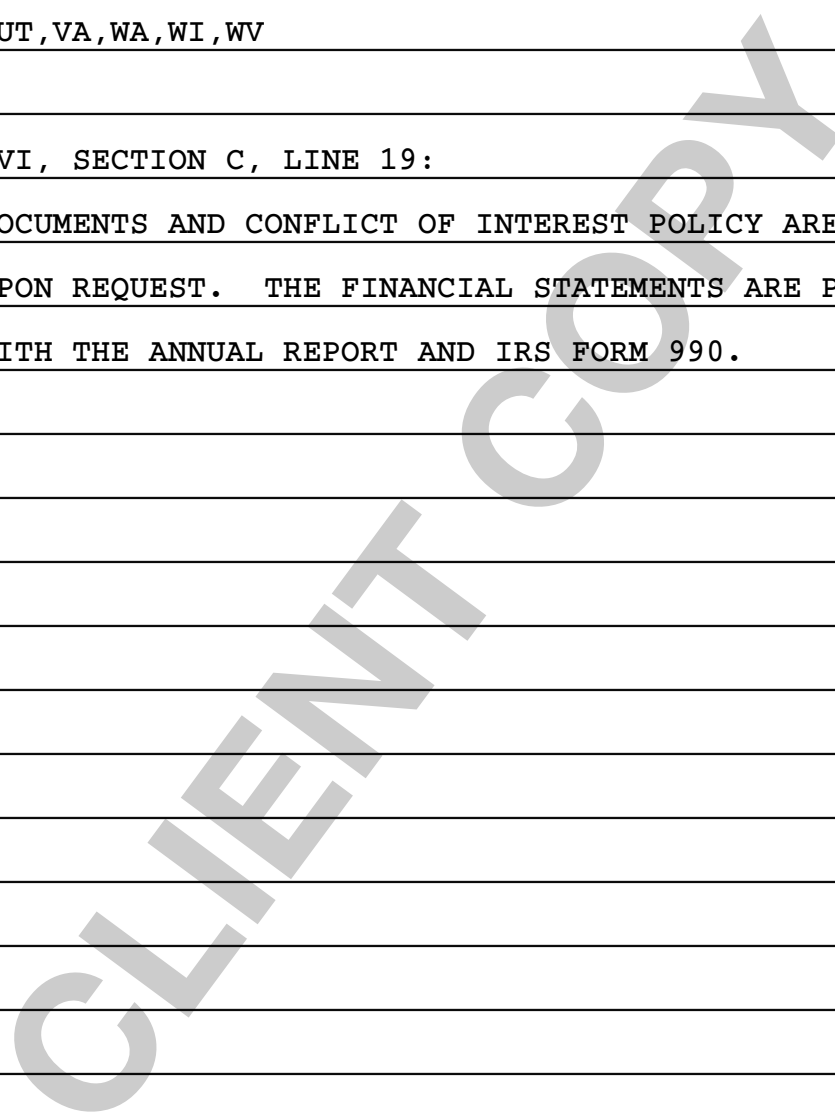 UT,VA,WA,WI,WV
VI, SECTION C, LINE 19:
OCUMENTS AND CONFLICT OF INTEREST POLICY ARE
PON REQUEST.  THE FINANCIAL STATEMENTS ARE P
ITH THE ANNUAL REPORT AND IRS FORM 990.
CLIENT COPY